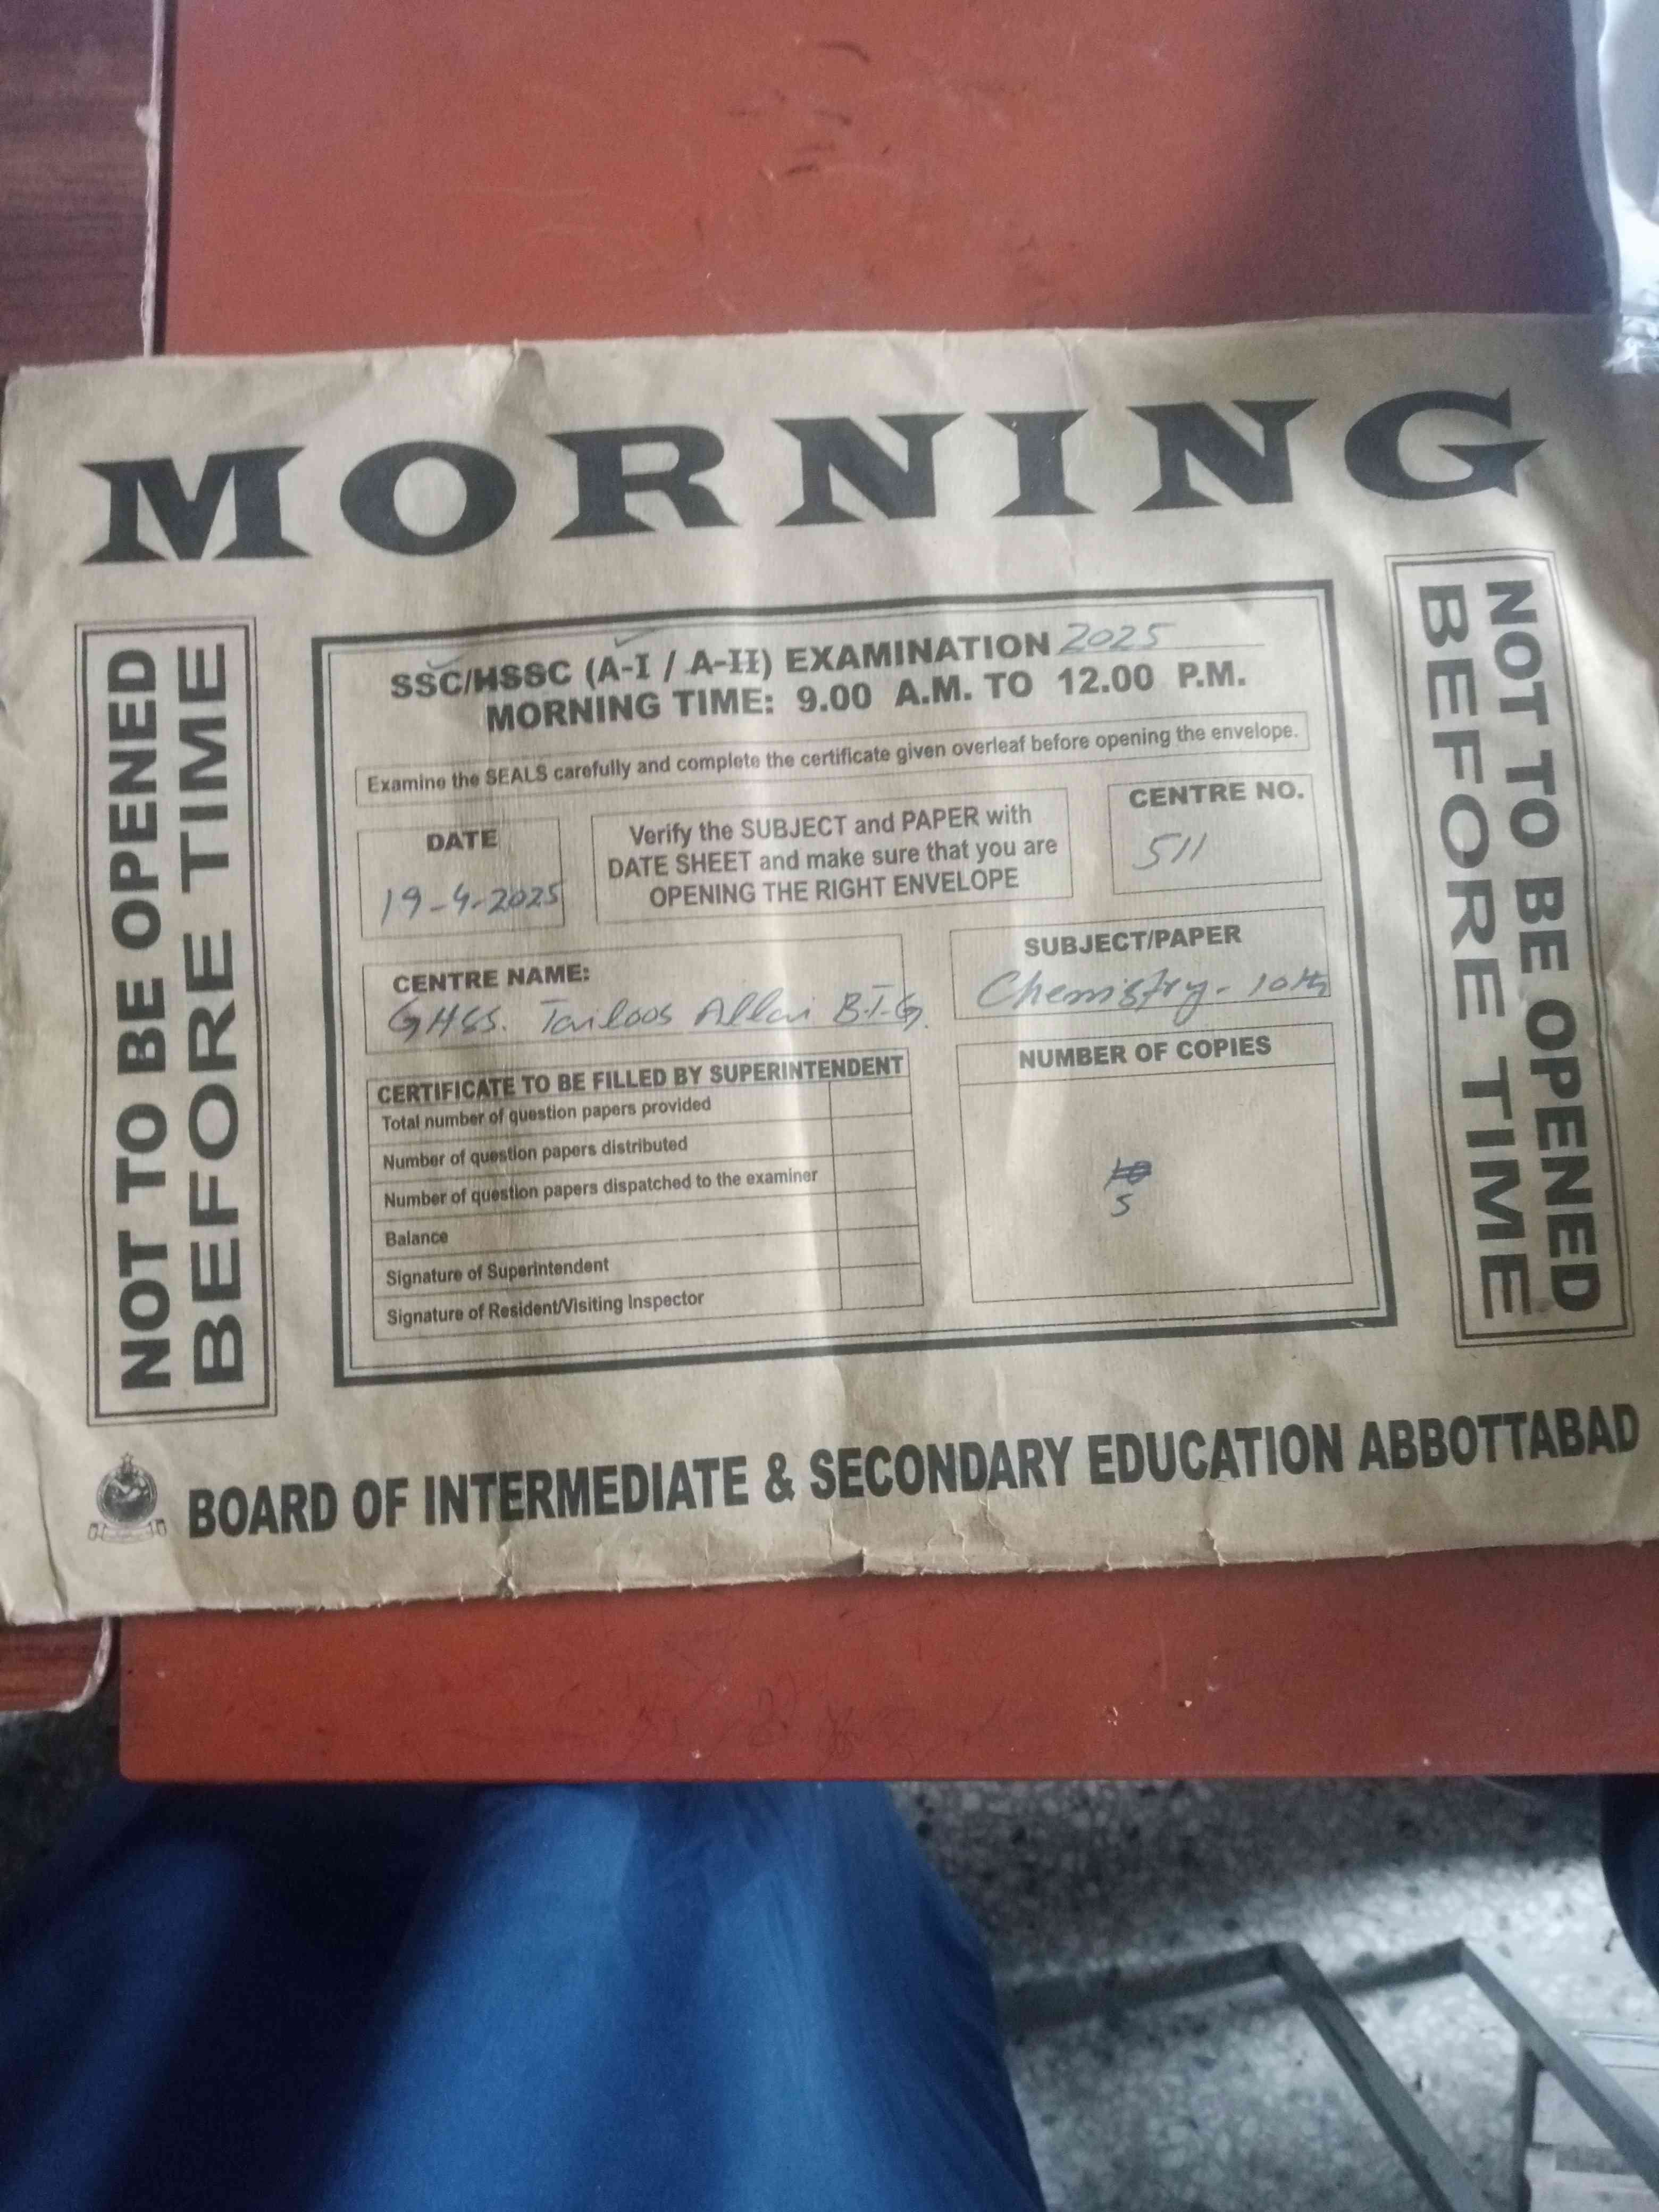 MORNING
NOT TO BE OPENED
BEFORE TIME
SSC/HSSC (A-I / A-II) EXAMINATION 2025
MORNING TIME: 9.00 A.M. TO 12.00 P.M.
Examine the SEALS carefully and complete the certificate given overleaf before opening the envelope.
DATE
19-4-2025
Verify the SUBJECT and PAPER with
DATE SHEET and make sure that you are
OPENING THE RIGHT ENVELOPE
CENTRE NO.
511
CENTRE NAME:
GHSS. Tailoos Allai B.T.G.
SUBJECT/PAPER
Chemistry- 10th
CERTIFICATE TO BE FILLED BY SUPERINTENDENT
Total number of question papers provided
Number of question papers distributed
Number of question papers dispatched to the examiner
Balance
Signature of Superintendent
Signature of Resident/Visiting Inspector
NUMBER OF COPIES
5
NOT TO BE OPENED
BEFORE TIME
BOARD OF INTERMEDIATE & SECONDARY EDUCATION ABBOTTABAD